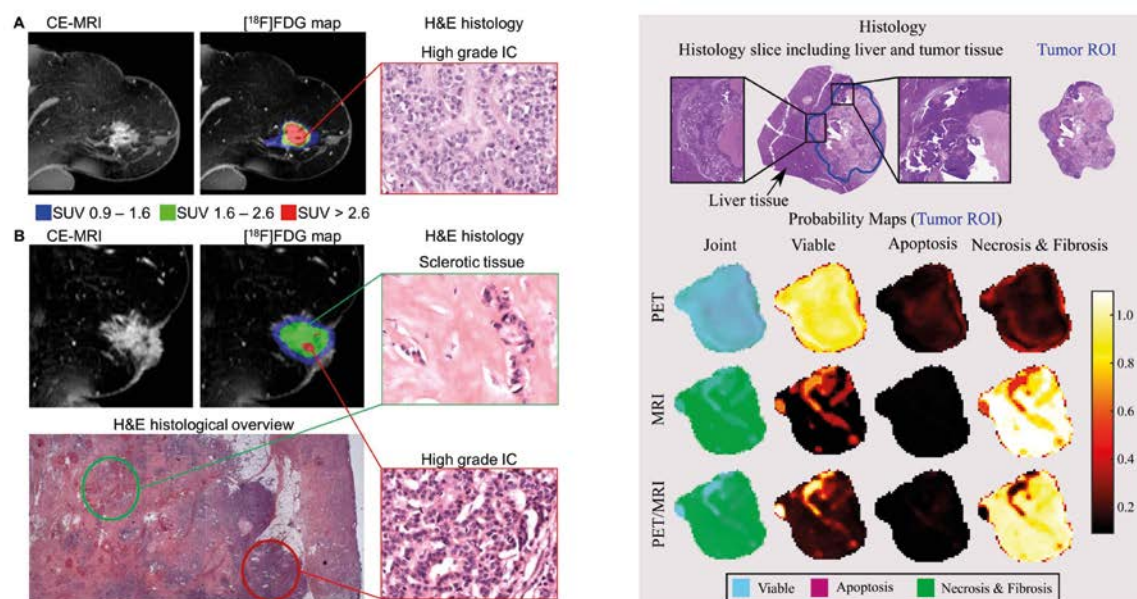 A
CE-MRI
[18F]FDG map
H&E histology
High grade IC
SUV 0.9 – 1.6
SUV 1.6 – 2.6
SUV > 2.6
B
CE-MRI
[18F]FDG map
H&E histology
Sclerotic tissue
H&E histological overview
High grade IC
Histology
Histology slice including liver and tumor tissue
Tumor ROI
Liver tissue
Probability Maps (Tumor ROI)
Joint
Viable
Apoptosis
Necrosis & Fibrosis
PET
MRI
PET/MRI
1.0
0.8
0.6
0.4
0.2
Viable
Apoptosis
Necrosis & Fibrosis